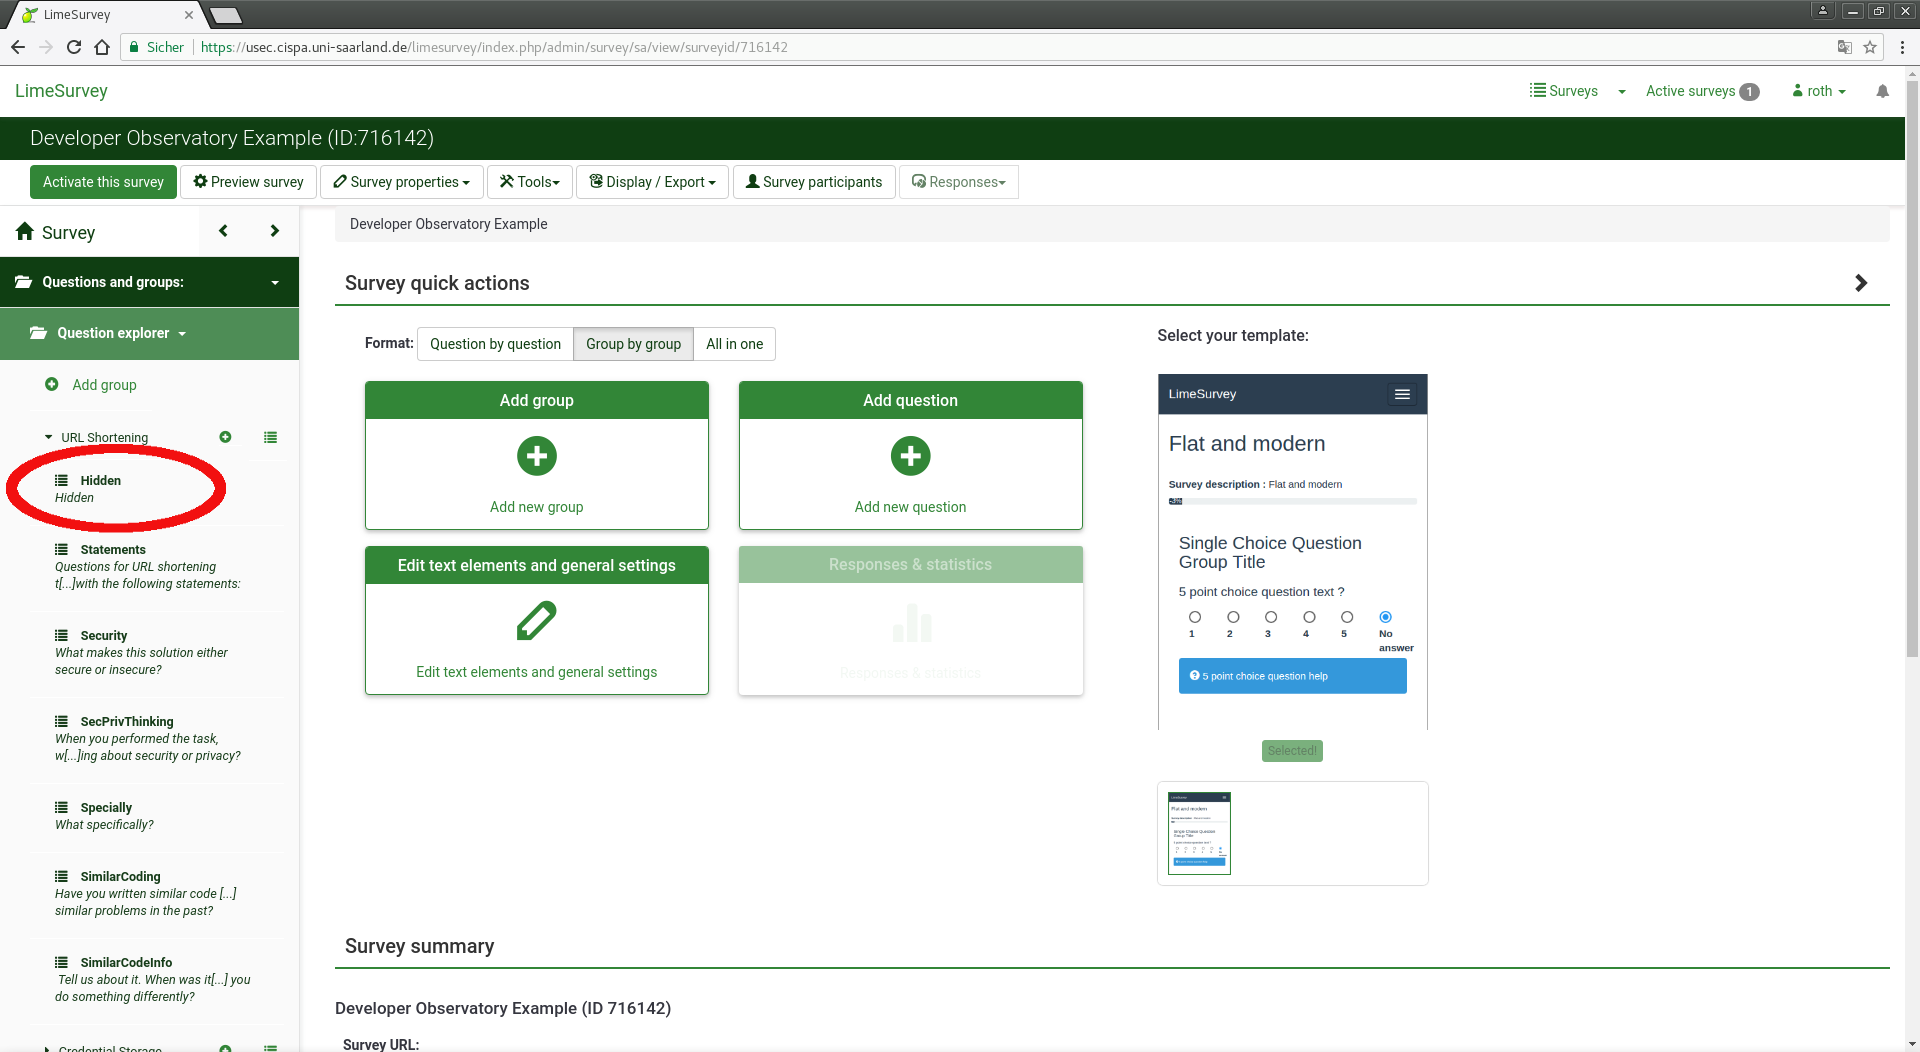 LimeSurvey
Sicher https://usec.cispa.uni-saarland.de/limesurvey/index.php/admin/survey/sa/view/surveyid/716142
LimeSurvey
Surveys
Active surveys 1
roth
Developer Observatory Example (ID:716142)
Activate this survey
Preview survey
Survey properties
Tools
Display / Export
Survey participants
Responses
Survey
Questions and groups:
Question explorer
Add group
URL Shortening
Hidden
Hidden
Statements
Questions for URL shortening
t[...]with the following statements:
Security
What makes this solution either
secure or insecure?
SecPrivThinking
When you performed the task,
w[...]ing about security or privacy?
Specially
What specifically?
SimilarCoding
Have you written similar code [...]
similar problems in the past?
SimilarCodeInfo
Tell us about it. When was it[...] you
do something differently?
Credential Storage
Developer Observatory Example
Survey quick actions
Format:
Question by question
Group by group
All in one
Add group
Add new group
Add question
Add new question
Edit text elements and general settings
Edit text elements and general settings
Responses & statistics
Responses & statistics
Select your template:
LimeSurvey
Flat and modern
Survey description : Flat and modern
Single Choice Question
Group Title
5 point choice question text ?
1 2 3 4 5 No
answer
5 point choice question help
Selected!
Survey summary
Developer Observatory Example (ID 716142)
Survey URL: